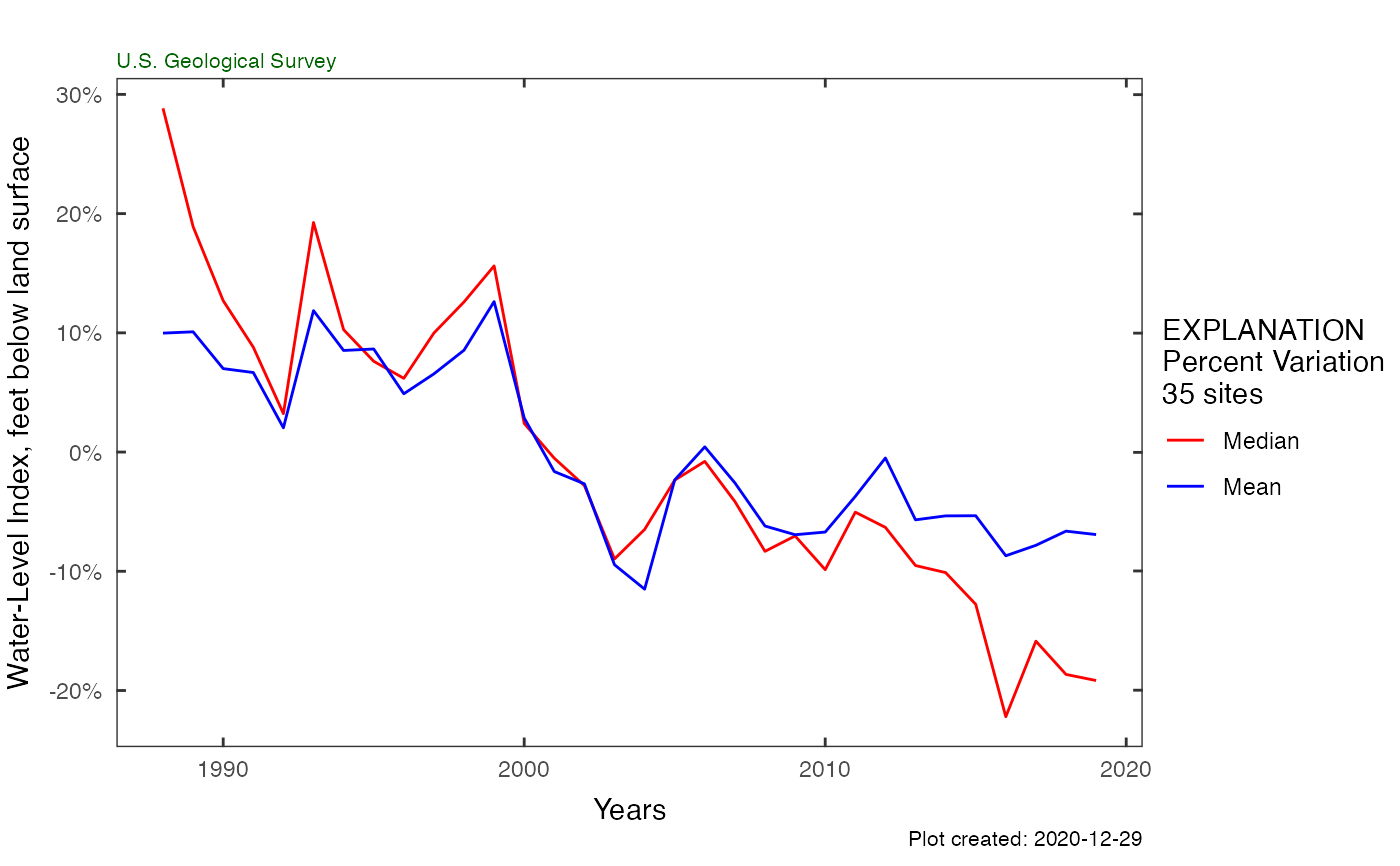 U.S. Geological Survey
Water-Level Index, feet below land surface
30%
20%
10%
0%
-10%
-20%
1990
2000
2010
2020
Years
EXPLANATION
Percent Variation
35 sites
Median
Mean
Plot created: 2020-12-29